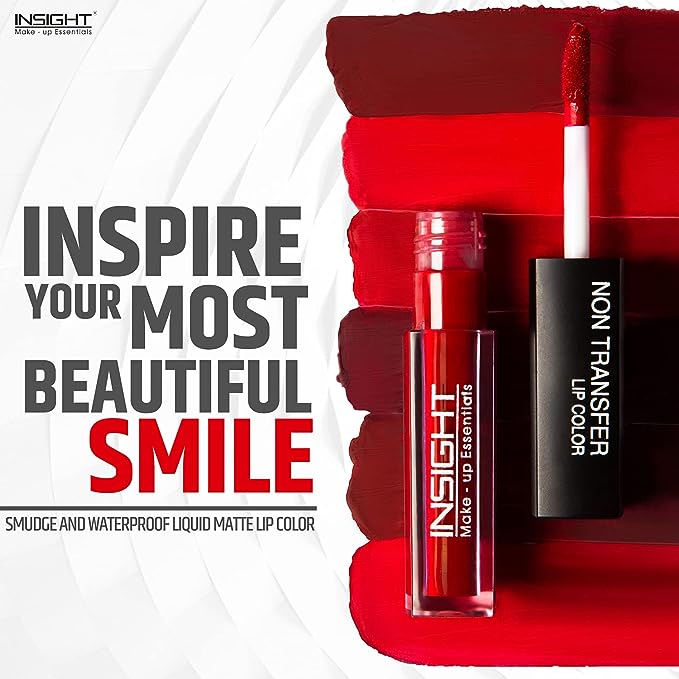 INSIGHT
Make - up Essentials
INSPIRE
YOUR MOST
BEAUTIFUL
SMILE
SMUDGE AND WATERPROOF LIQUID MATTE LIP COLOR
INSIGHT
Make - up Essentials
NON TRANSFER
LIP COLOR